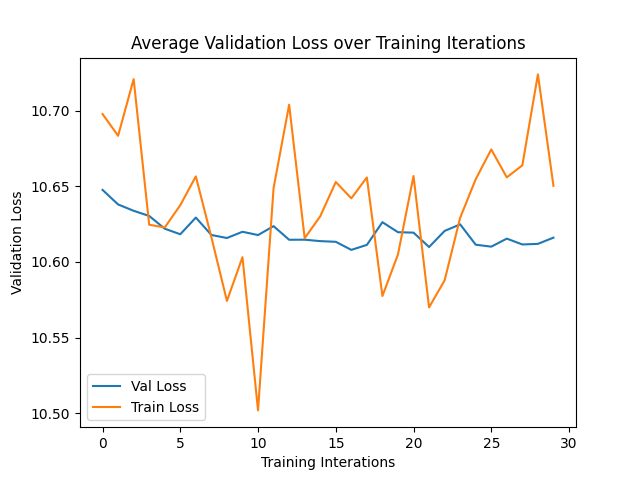 Average Validation Loss over Training Iterations
Validation Loss
10.70
10.65
10.60
10.55
10.50
Val Loss
Train Loss
0 5 10 15 20 25 30
Training Interations